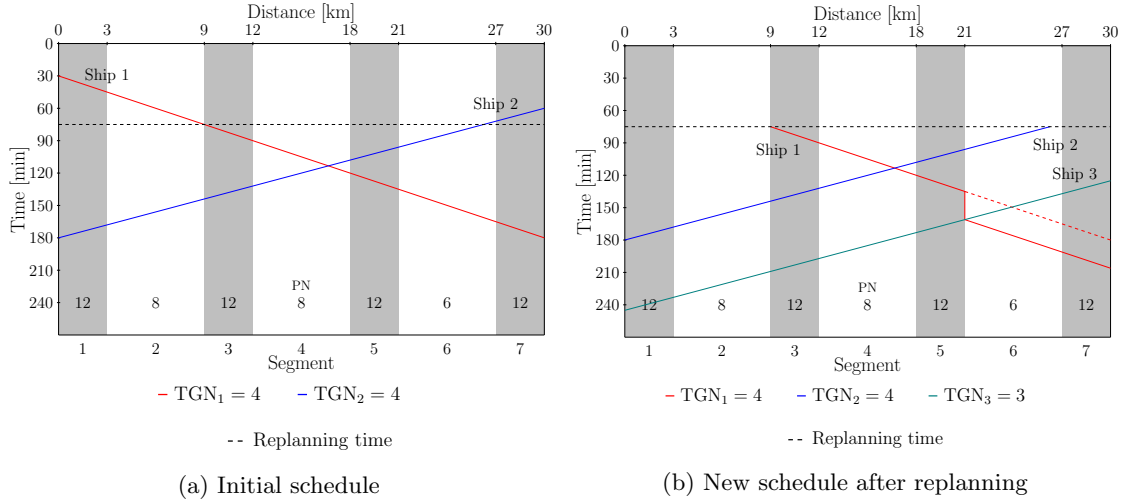 Distance [km]
0 3 9 12 18 21 27 30
0
30
60
90
120
150
180
210
240
Time [min]
Ship 1
Ship 2
PN
12 8 12 8 12 6 12
1 2 3 4 5 6 7
Segment
TGN₁ = 4 TGN₂ = 4
Replanning time
(a) Initial schedule
Distance [km]
0 3 9 12 18 21 27 30
0
30
60
90
120
150
180
210
240
Time [min]
Ship 1
Ship 2
Ship 3
PN
12 8 12 8 12 6 12
1 2 3 4 5 6 7
Segment
TGN₁ = 4 TGN₂ = 4 TGN₃ = 3
Replanning time
(b) New schedule after replanning